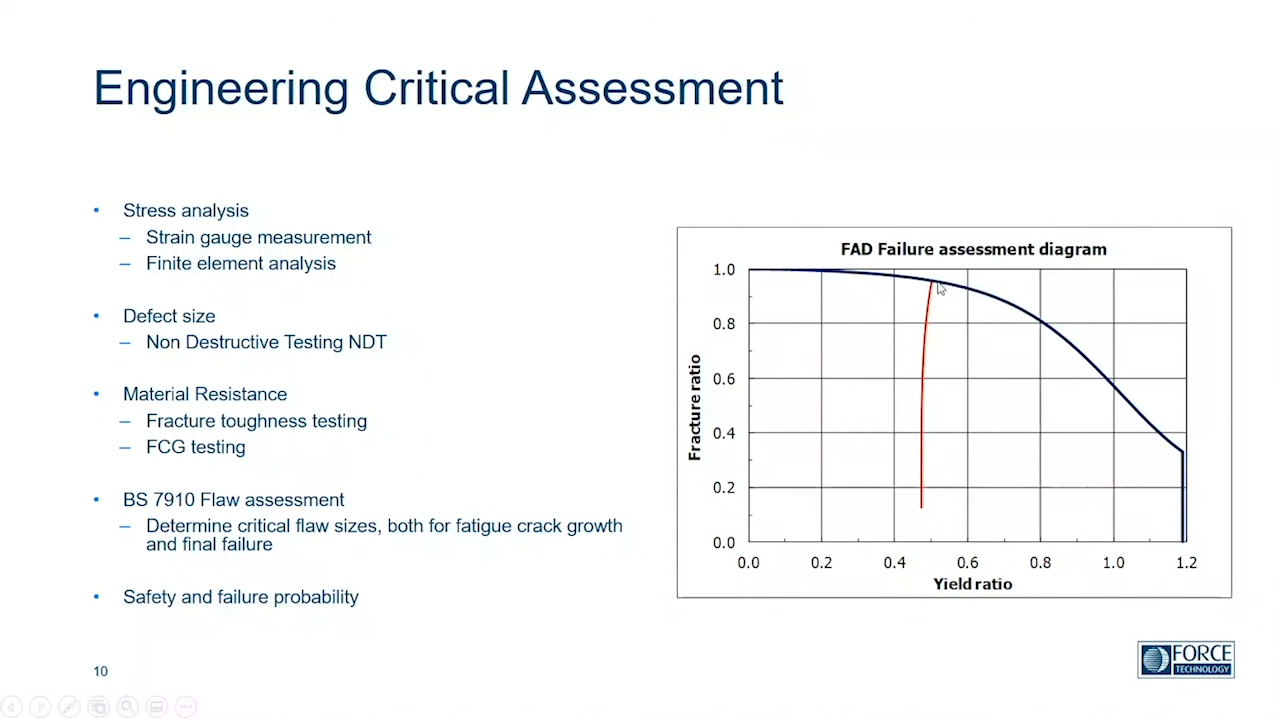 Engineering Critical Assessment
• Stress analysis
– Strain gauge measurement
– Finite element analysis
• Defect size
– Non Destructive Testing NDT
• Material Resistance
– Fracture toughness testing
– FCG testing
• BS 7910 Flaw assessment
– Determine critical flaw sizes, both for fatigue crack growth
and final failure
• Safety and failure probability
FAD Failure assessment diagram
Fracture ratio
1.0
0.8
0.6
0.4
0.2
0.0
0.0 0.2 0.4 0.6 0.8 1.0 1.2
Yield ratio
10
FORCE
TECHNOLOGY